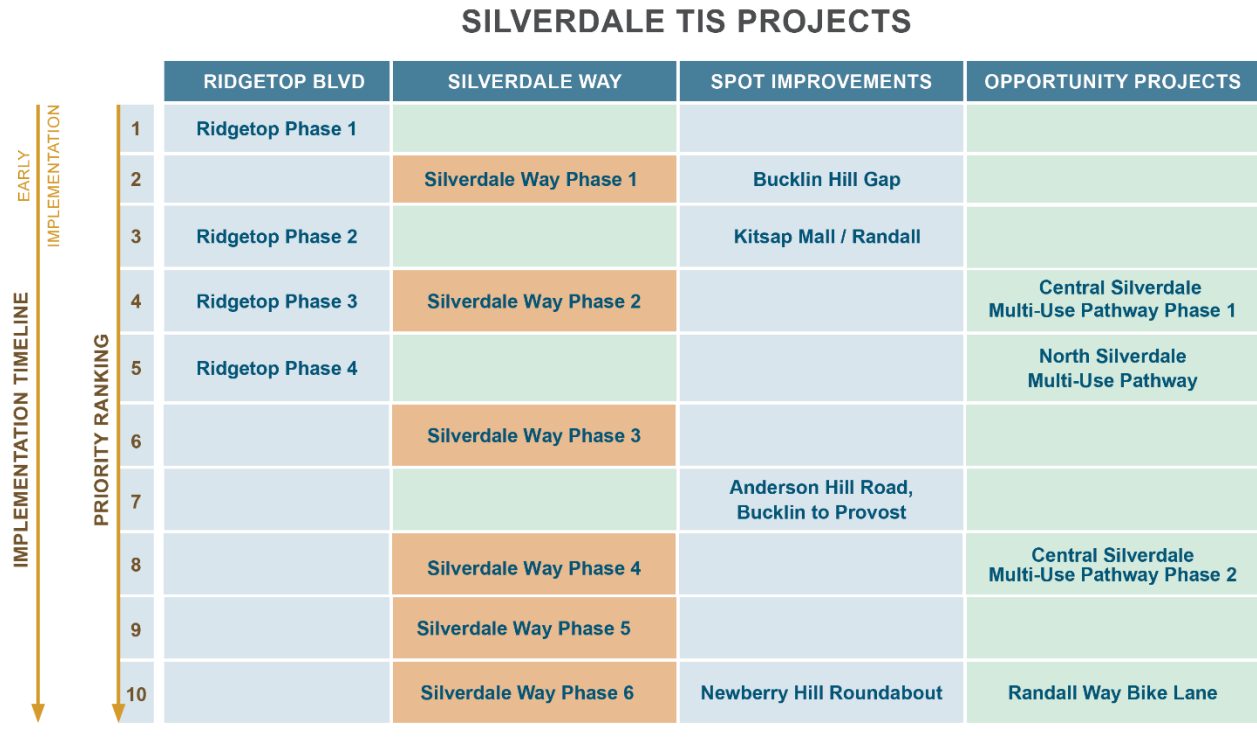 SILVERDALE TIS PROJECTS
RIDGETOP BLVD
SILVERDALE WAY
SPOT IMPROVEMENTS
OPPORTUNITY PROJECTS
EARLY
IMPLEMENTATION
IMPLEMENTATION TIMELINE
PRIORITY RANKING
1
Ridgetop Phase 1
2
Silverdale Way Phase 1
Bucklin Hill Gap
3
Ridgetop Phase 2
Kitsap Mall / Randall
4
Ridgetop Phase 3
Silverdale Way Phase 2
Central Silverdale
Multi-Use Pathway Phase 1
5
Ridgetop Phase 4
North Silverdale
Multi-Use Pathway
6
Silverdale Way Phase 3
7
Anderson Hill Road,
Bucklin to Provost
8
Silverdale Way Phase 4
Central Silverdale
Multi-Use Pathway Phase 2
9
Silverdale Way Phase 5
10
Silverdale Way Phase 6
Newberry Hill Roundabout
Randall Way Bike Lane